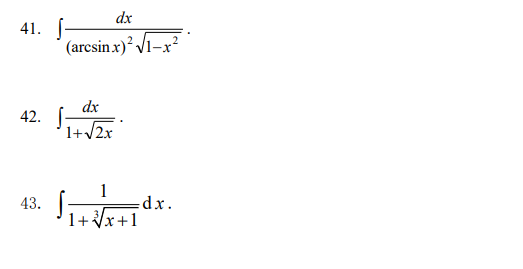 41. ∫ dx / ((arcsin x)² √(1−x²)) .
42. ∫ dx / (1+√(2x)) .
43. ∫ 1 / (1+∛(x+1)) dx .